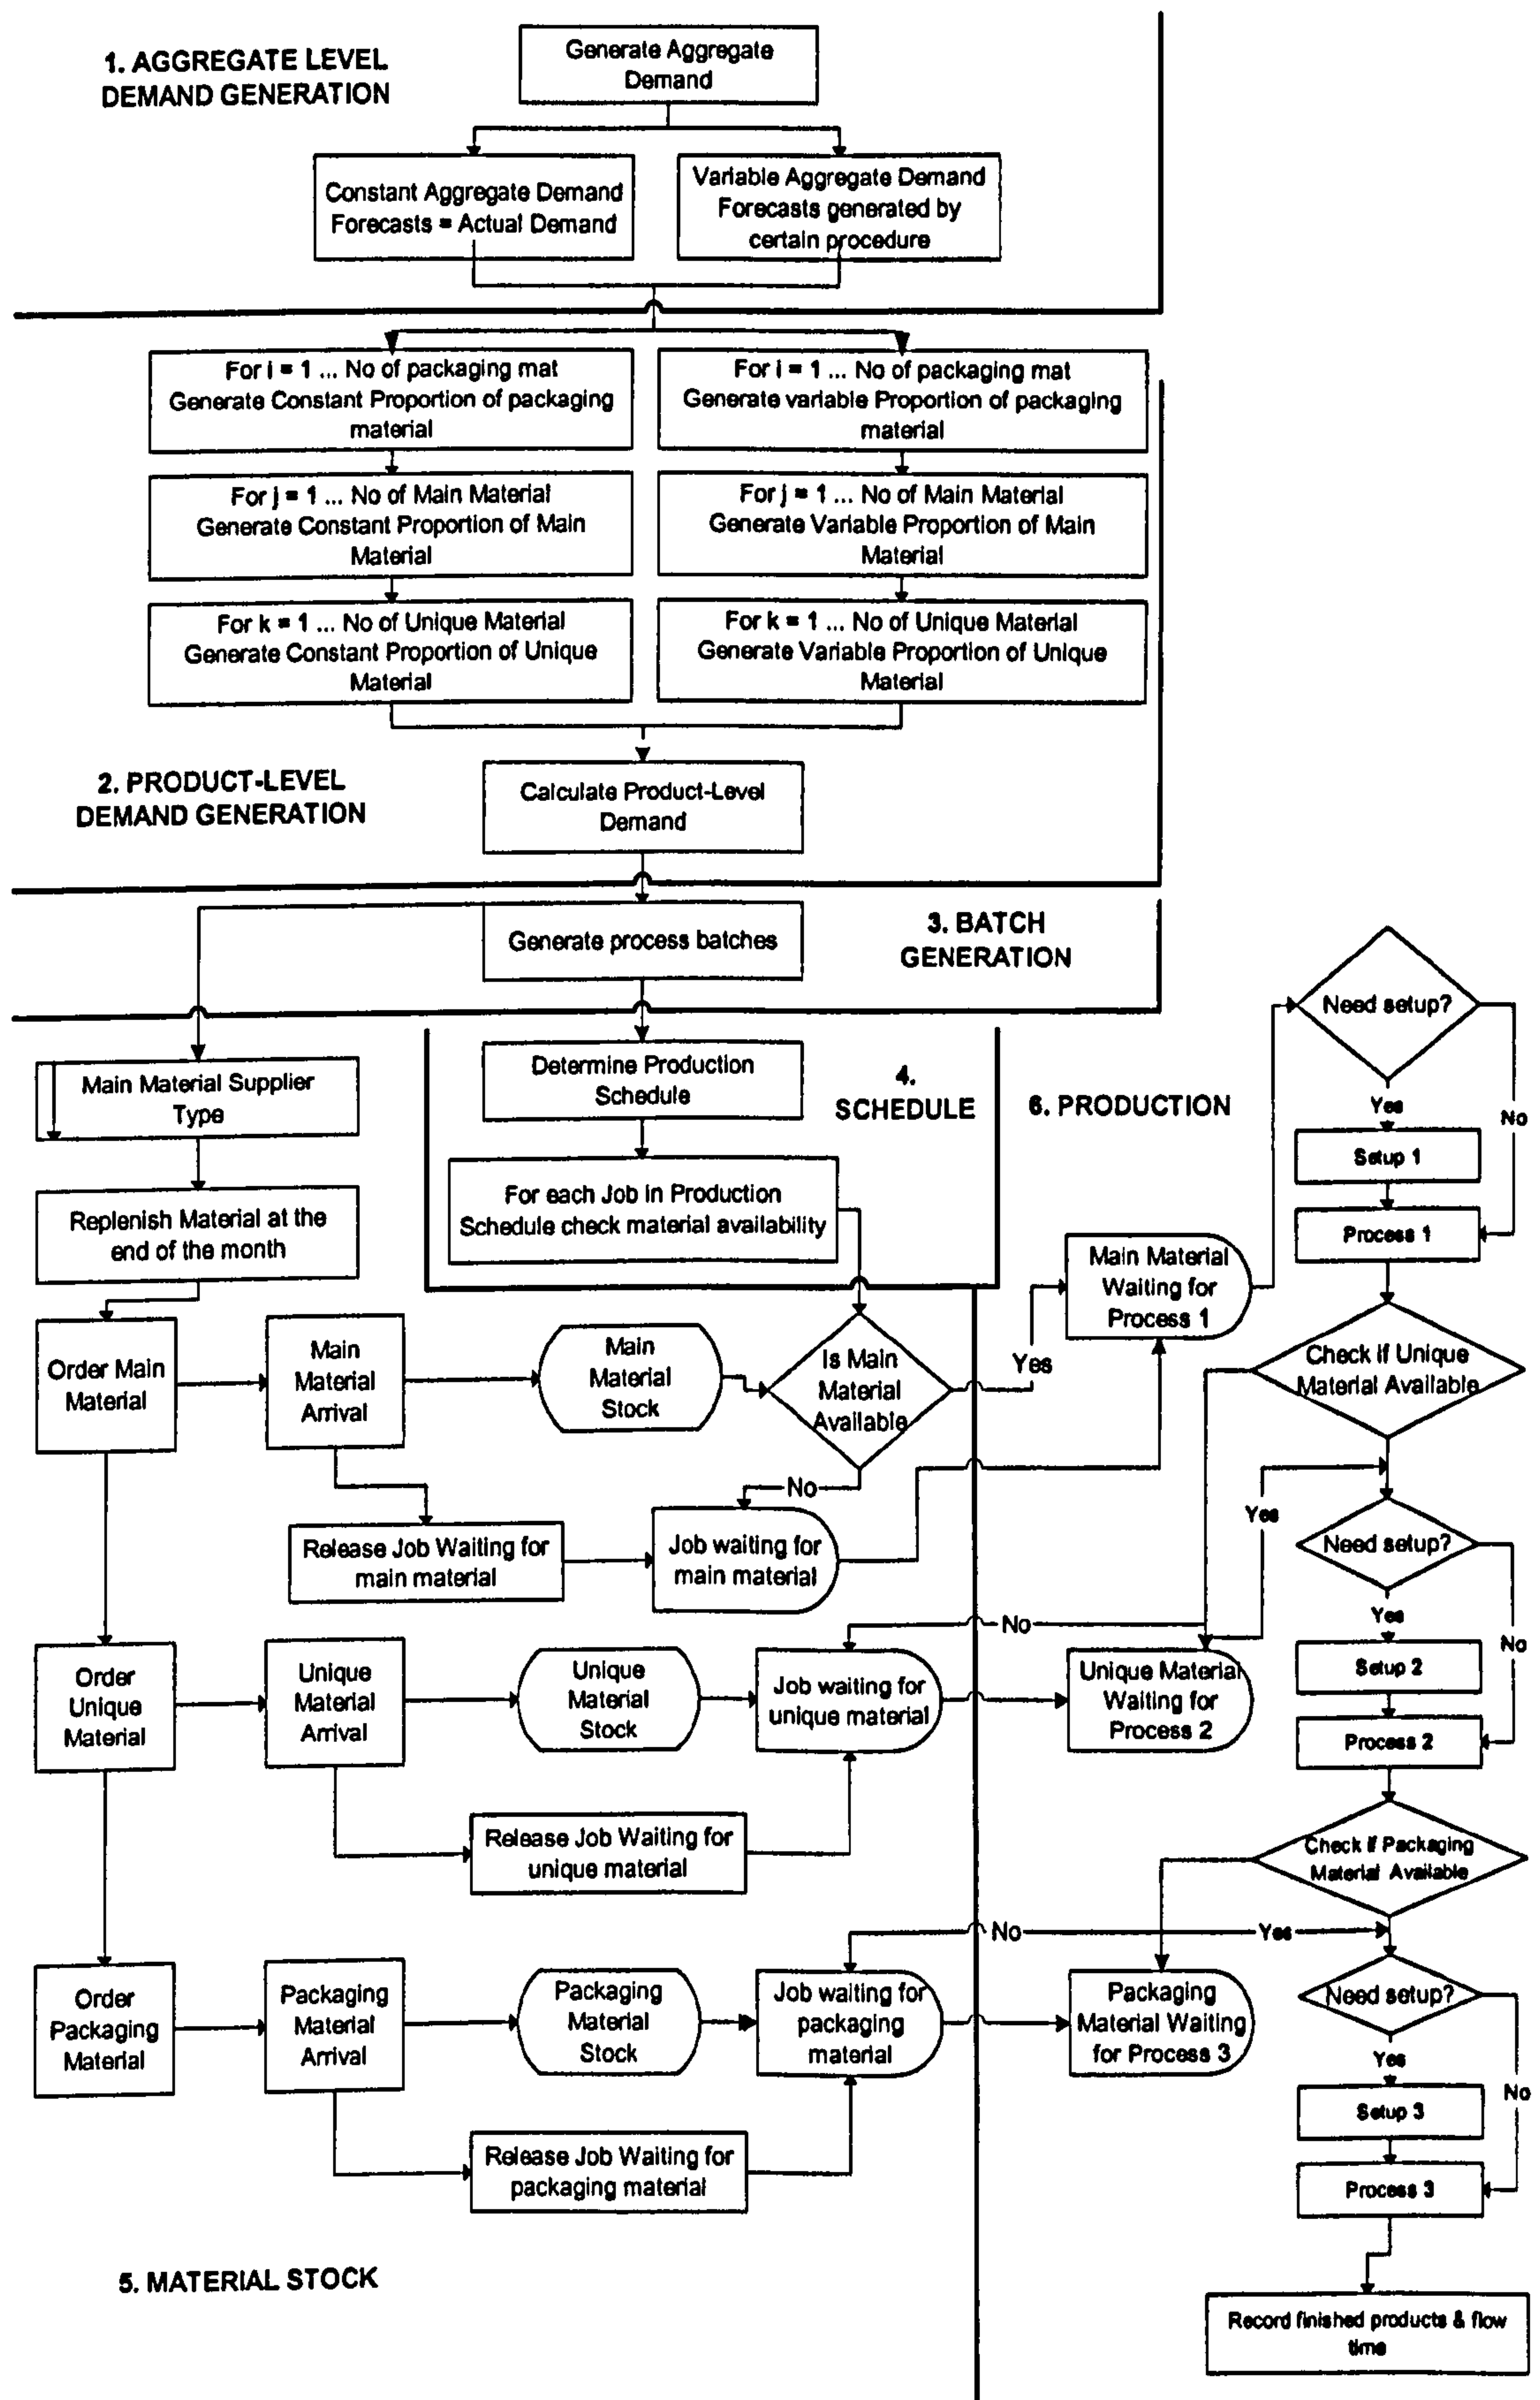 1. AGGREGATE LEVEL
DEMAND GENERATION
Generate Aggregate
Demand
Constant Aggregate Demand
Forecasts = Actual Demand
Variable Aggregate Demand
Forecasts generated by
certain procedure
For i = 1 ... No of packaging mat
Generate Constant Proportion of packaging
material
For i = 1 ... No of packaging mat
Generate variable Proportion of packaging
material
For j = 1 ... No of Main Material
Generate Constant Proportion of Main
Material
For j = 1 ... No of Main Material
Generate Variable Proportion of Main
Material
For k = 1 ... No of Unique Material
Generate Constant Proportion of Unique
Material
For k = 1 ... No of Unique Material
Generate Variable Proportion of Unique
Material
2. PRODUCT-LEVEL
DEMAND GENERATION
Calculate Product-Level
Demand
Generate process batches
3. BATCH
GENERATION
Main Material Supplier
Type
Replenish Material at the
end of the month
Determine Production
Schedule
4.
SCHEDULE
For each Job in Production
Schedule check material availability
6. PRODUCTION
Need setup?
Yes
No
Setup 1
Process 1
Main Material
Waiting for
Process 1
Order Main
Material
Main
Material
Arrival
Main
Material
Stock
Is Main
Material
Available
Yes
No
Check if Unique
Material Available
Release Job Waiting for
main material
Job waiting for
main material
Yes
Need setup?
Yes
No
Setup 2
Process 2
No
Order
Unique
Material
Unique
Material
Arrival
Unique
Material
Stock
Job waiting for
unique material
Unique Material
Waiting for
Process 2
Release Job Waiting for
unique material
Check if Packaging
Material Available
No
Yes
Order
Packaging
Material
Packaging
Material
Arrival
Packaging
Material
Stock
Job waiting for
packaging
material
Packaging
Material Waiting
for Process 3
Need setup?
Yes
No
Setup 3
Process 3
Release Job Waiting for
packaging material
5. MATERIAL STOCK
Record finished products & flow
time